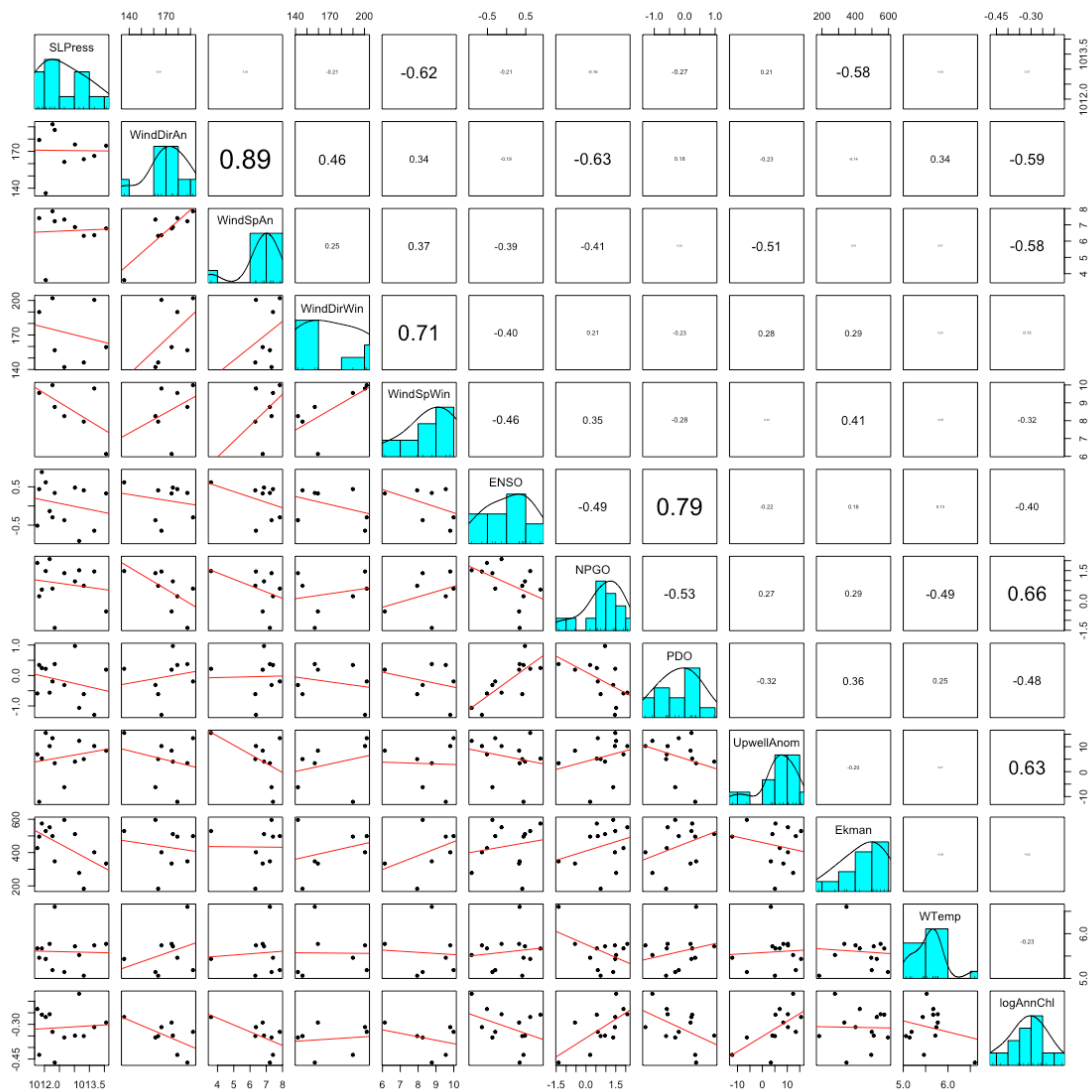 140 170 140 170 200 -0.5 0.5 -1.0 0.0 1.0 200 400 600 -0.45 -0.30
SLPress -0.21 -0.62 -0.21 -0.27 0.21 -0.58 1012.0 1013.5
140 170 WindDirAn 0.89 0.46 0.34 -0.19 -0.63 0.18 -0.23 -0.14 0.34 -0.59
WindSpAn 0.25 0.37 -0.39 -0.41 -0.51 -0.58 4 5 6 7 8
140 170 200 WindDirWin 0.71 -0.40 0.21 -0.23 0.28 0.29
WindSpWin -0.46 0.35 -0.28 0.41 -0.32 6 7 8 9 10
-0.5 0.5 ENSO -0.49 0.79 -0.22 0.18 0.13 -0.40
NPGO -0.53 0.27 0.29 -0.49 0.66 -1.5 0.0 1.5
-1.0 0.0 1.0 PDO -0.32 0.36 0.25 -0.48
UpwellAnom -0.20 0.63 -10 0 10
200 400 600 Ekman
WTemp -0.23 5.0 6.0
-0.45 -0.30 logAnnChl
1012.0 1013.5 4 5 6 7 8 6 7 8 9 10 -1.5 0.0 1.5 -10 0 10 5.0 6.0